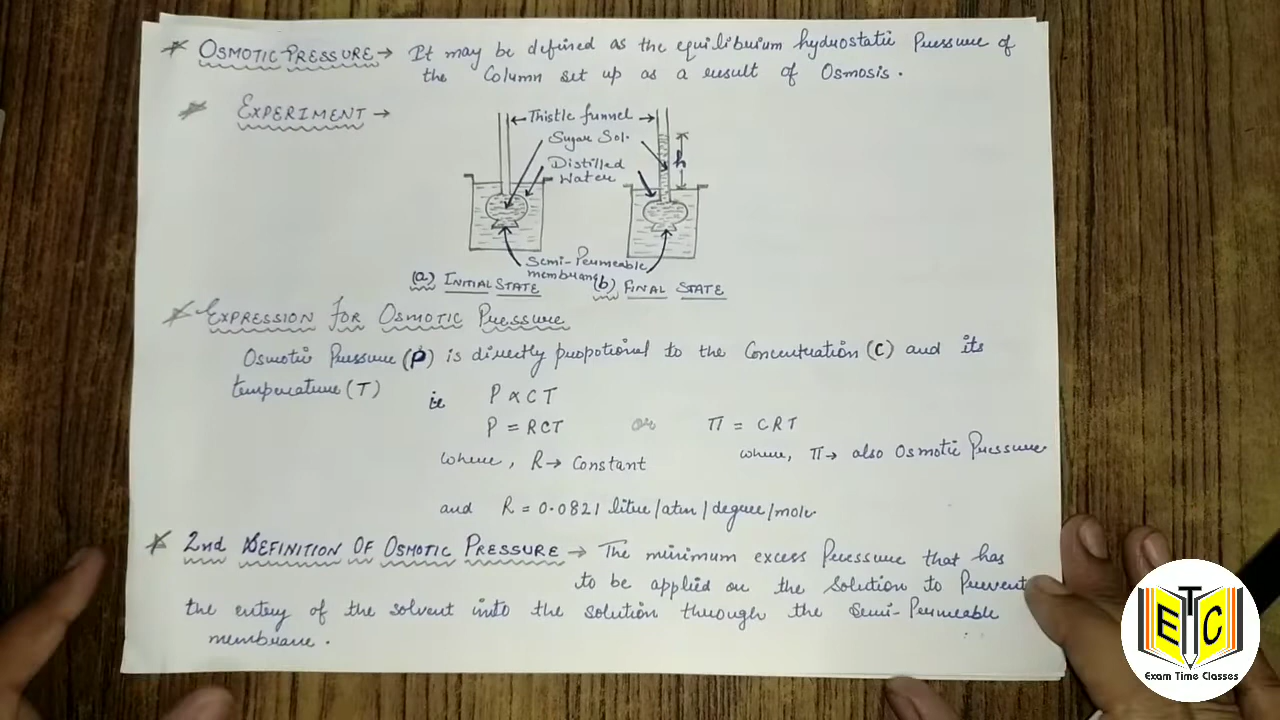 * OSMOTIC PRESSURE → It may be defined as the equilibrium hydrostatic Pressure of
the Column set up as a result of Osmosis.
* EXPERIMENT →
← Thistle funnel →
Sugar Sol.
h
Distilled
Water
Semi-Permeable
membrane
(a) INITIAL STATE (b) FINAL STATE
* EXPRESSION FOR OSMOTIC PRESSURE
Osmotic Pressure (P) is directly propotional to the Concentration (C) and its
temperature (T)
ie P ∝ CT
P = RCT or π = CRT
where, R → Constant where, π → also Osmotic Pressure
and R = 0.0821 litre/atm/degree/mole
* 2nd DEFINITION OF OSMOTIC PRESSURE → The minimum excess Pressure that has
to be applied on the Solution to Prevent
the entry of the solvent into the solution through the Semi-Permeable
membrane.
ETC
Exam Time Classes